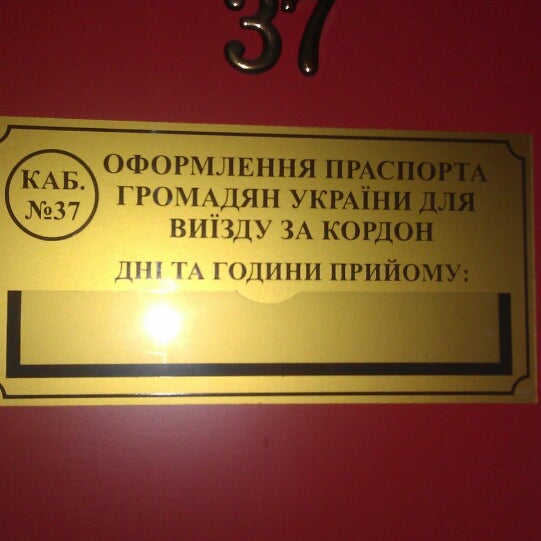 37
КАБ.
№37
ОФОРМЛЕННЯ ПРАСПОРТА
ГРОМАДЯН УКРАЇНИ ДЛЯ
ВИЇЗДУ ЗА КОРДОН
ДНІ ТА ГОДИНИ ПРИЙОМУ: